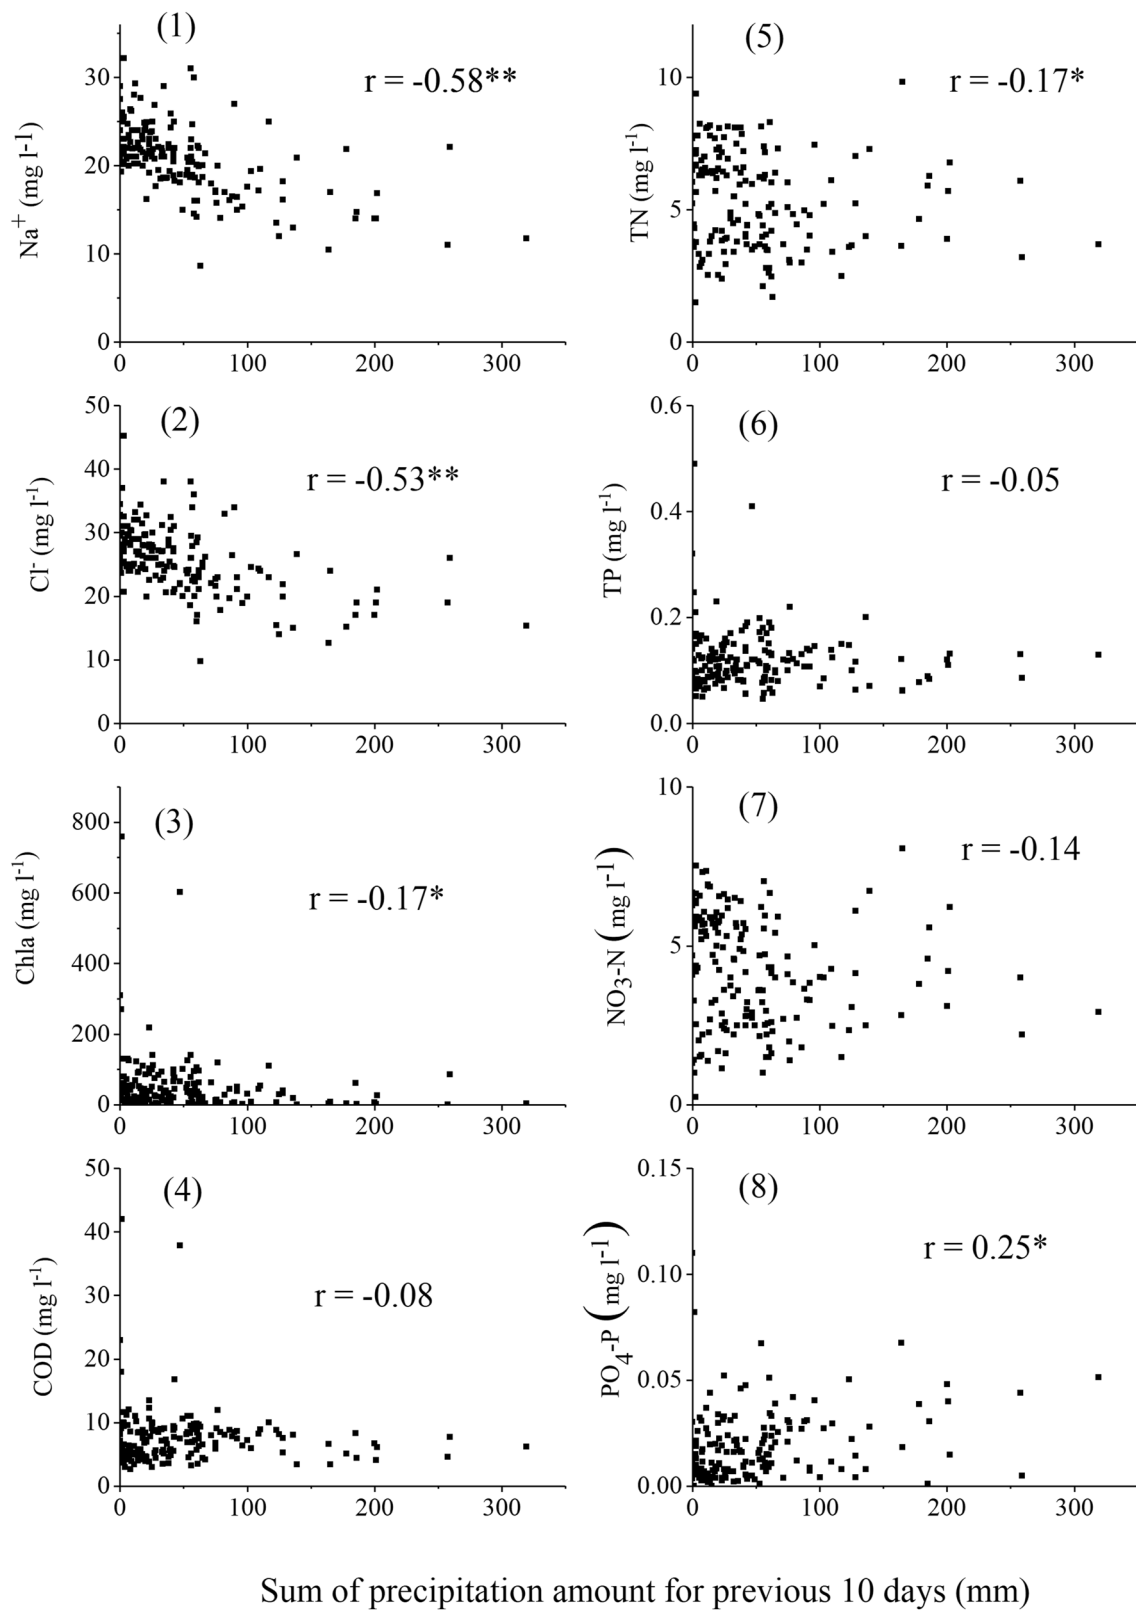 (1)
r = -0.58**
Na+ (mg l-1)
30
20
10
0
0 100 200 300
(5)
r = -0.17*
TN (mg l-1)
10
5
0
0 100 200 300
(2)
r = -0.53**
Cl- (mg l-1)
50
40
30
20
10
0
0 100 200 300
(6)
r = -0.05
TP (mg l-1)
0.6
0.4
0.2
0.0
0 100 200 300
(3)
r = -0.17*
Chla (mg l-1)
800
600
400
200
0
0 100 200 300
(7)
r = -0.14
NO3-N (mg l-1)
10
5
0
0 100 200 300
(4)
r = -0.08
COD (mg l-1)
50
40
30
20
10
0
0 100 200 300
(8)
r = 0.25*
PO4-P (mg l-1)
0.15
0.10
0.05
0.00
0 100 200 300
Sum of precipitation amount for previous 10 days (mm)